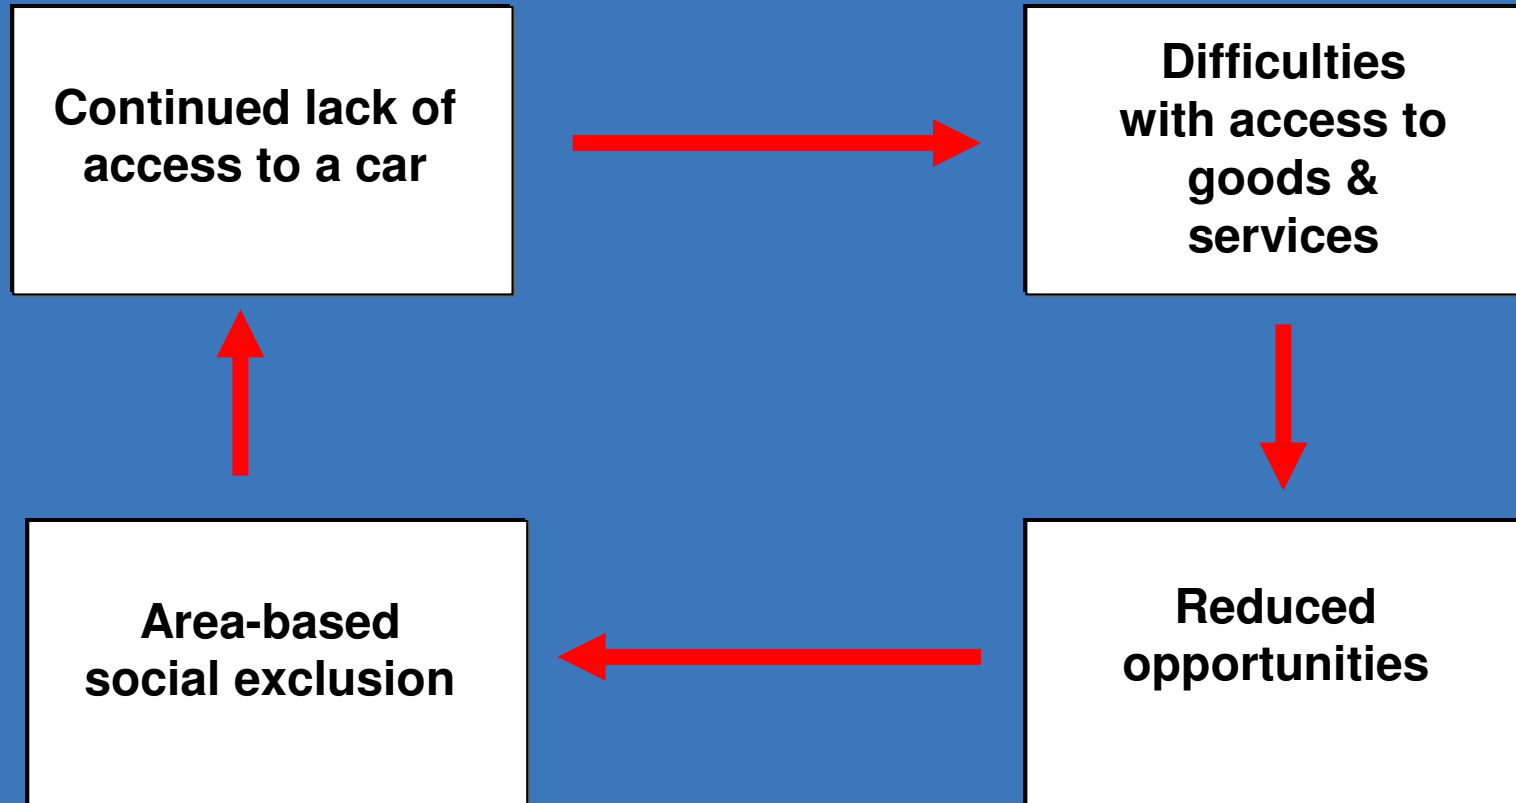 Continued lack of
access to a car
Difficulties
with access to
goods &
services
Area-based
social exclusion
Reduced
opportunities